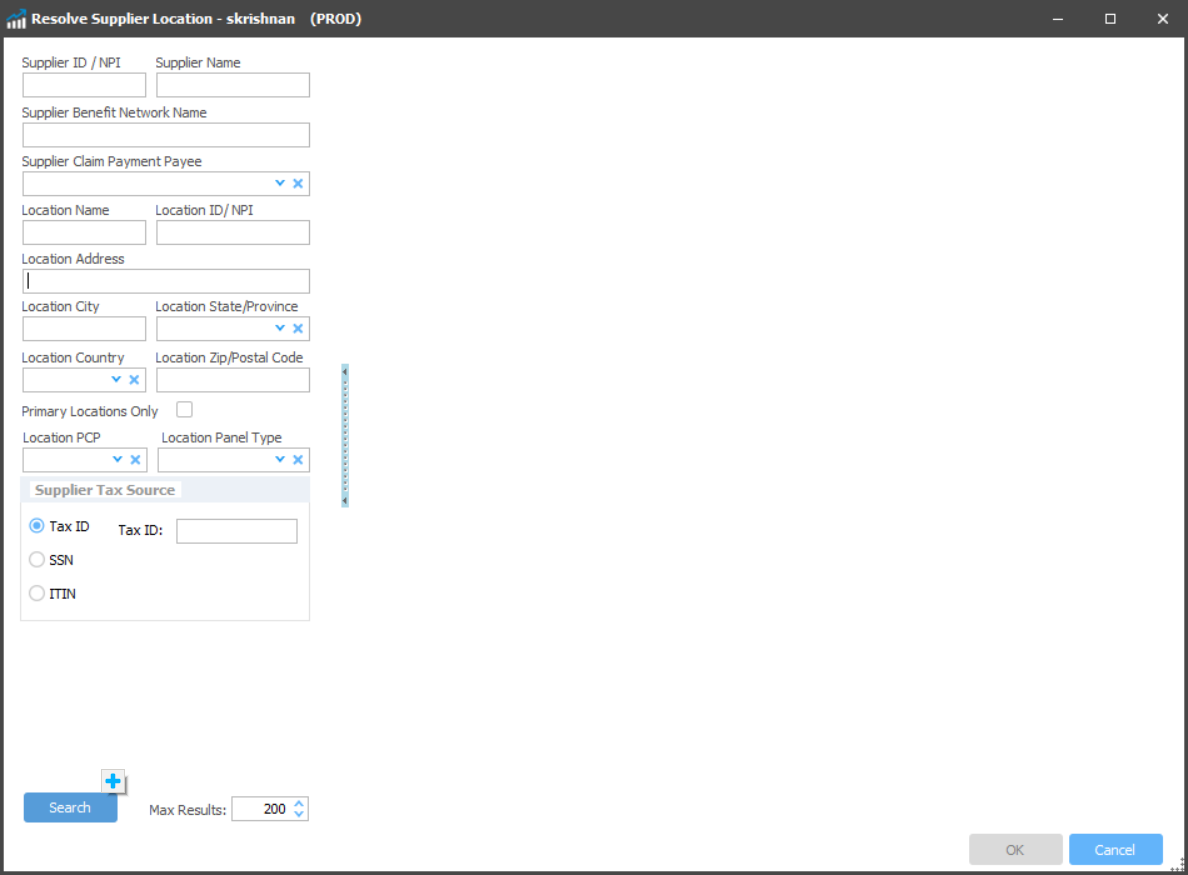 Resolve Supplier Location - skrishnan (PROD)
Supplier ID / NPI Supplier Name
Supplier Benefit Network Name
Supplier Claim Payment Payee
Location Name Location ID/ NPI
Location Address
Location City Location State/Province
Location Country Location Zip/Postal Code
Primary Locations Only
Location PCP Location Panel Type
Supplier Tax Source
Tax ID Tax ID:
SSN
ITIN
Search Max Results: 200
OK Cancel